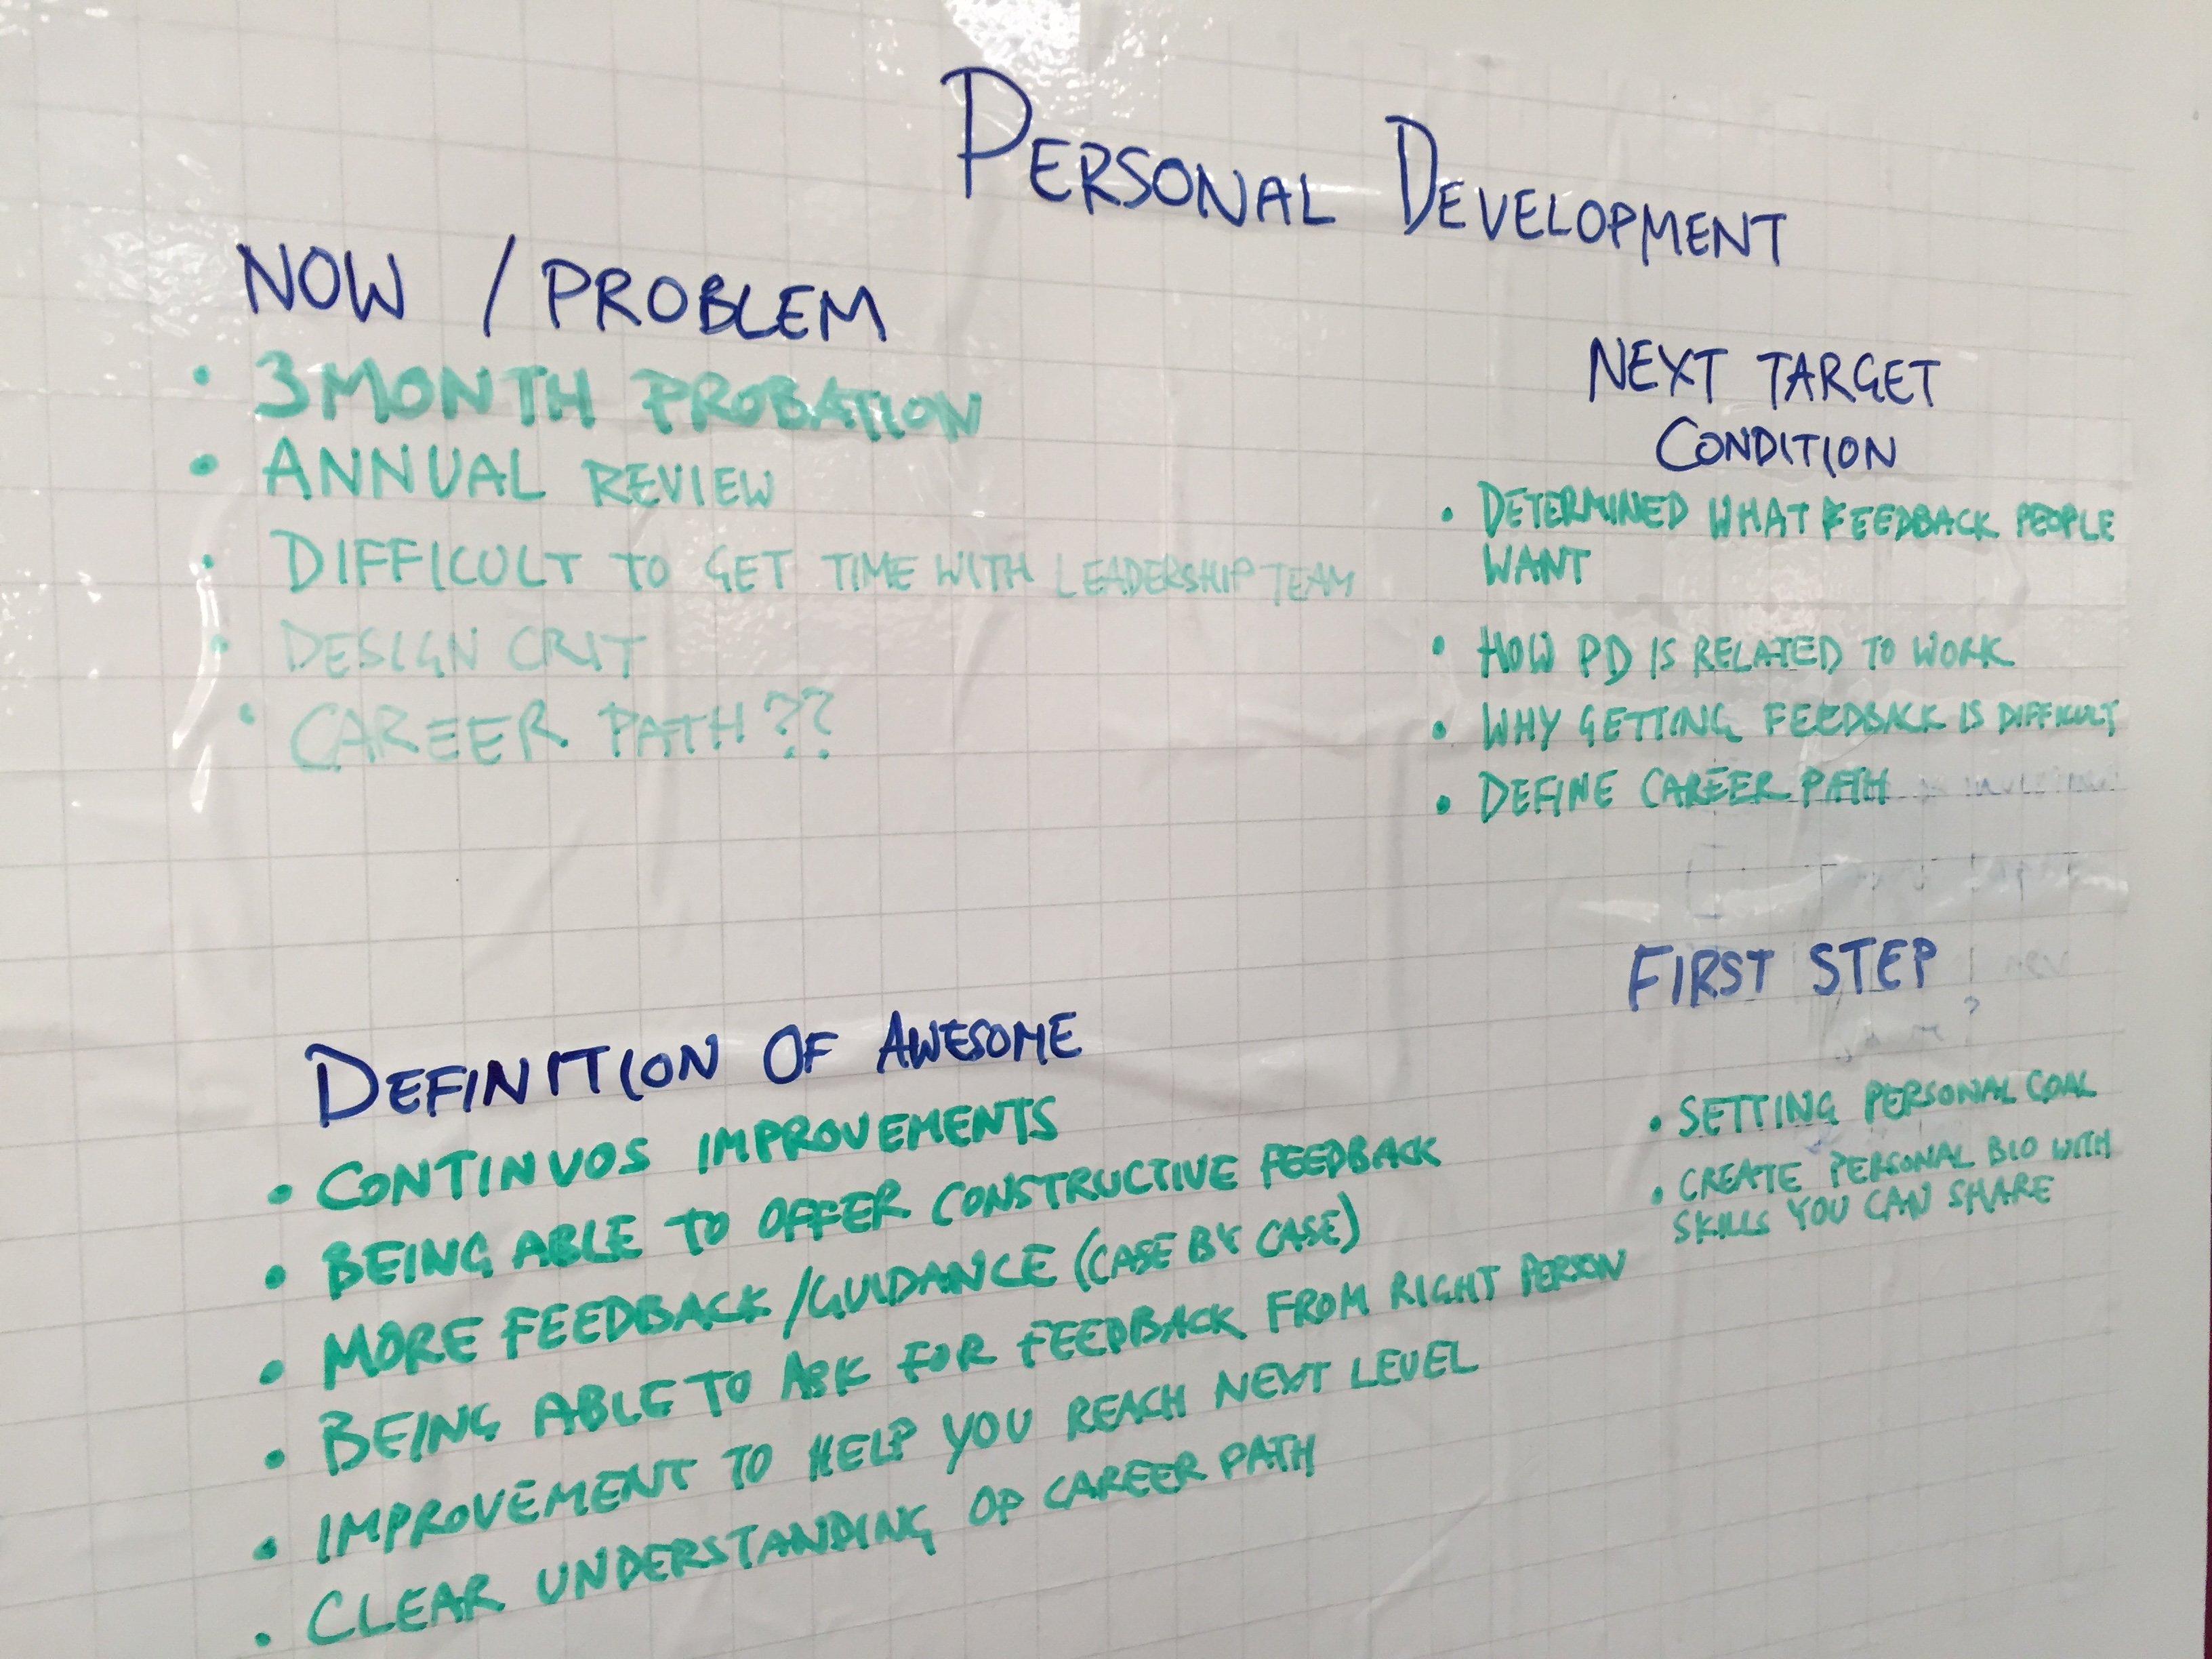 PERSONAL DEVELOPMENT
NOW / PROBLEM
• 3 MONTH PROBATION
• ANNUAL REVIEW
• DIFFICULT TO GET TIME WITH LEADERSHIP TEAM
• DESIGN CRIT
• CAREER PATH??
NEXT TARGET
CONDITION
• DETERMINED WHAT FEEDBACK PEOPLE
WANT
• HOW PD IS RELATED TO WORK
• WHY GETTING FEEDBACK IS DIFFICULT
• DEFINE CAREER PATH
DEFINITION OF AWESOME
• CONTINUOS IMPROVEMENTS
• BEING ABLE TO OFFER CONSTRUCTIVE FEEDBACK
• MORE FEEDBACK/GUIDANCE (CASE BY CASE)
• BEING ABLE TO ASK FOR FEEDBACK FROM RIGHT PERSON
• IMPROVEMENT TO HELP YOU REACH NEXT LEVEL
• CLEAR UNDERSTANDING OF CAREER PATH
FIRST STEP
• SETTING PERSONAL GOAL
• CREATE PERSONAL BIO WITH
SKILLS YOU CAN SHARE